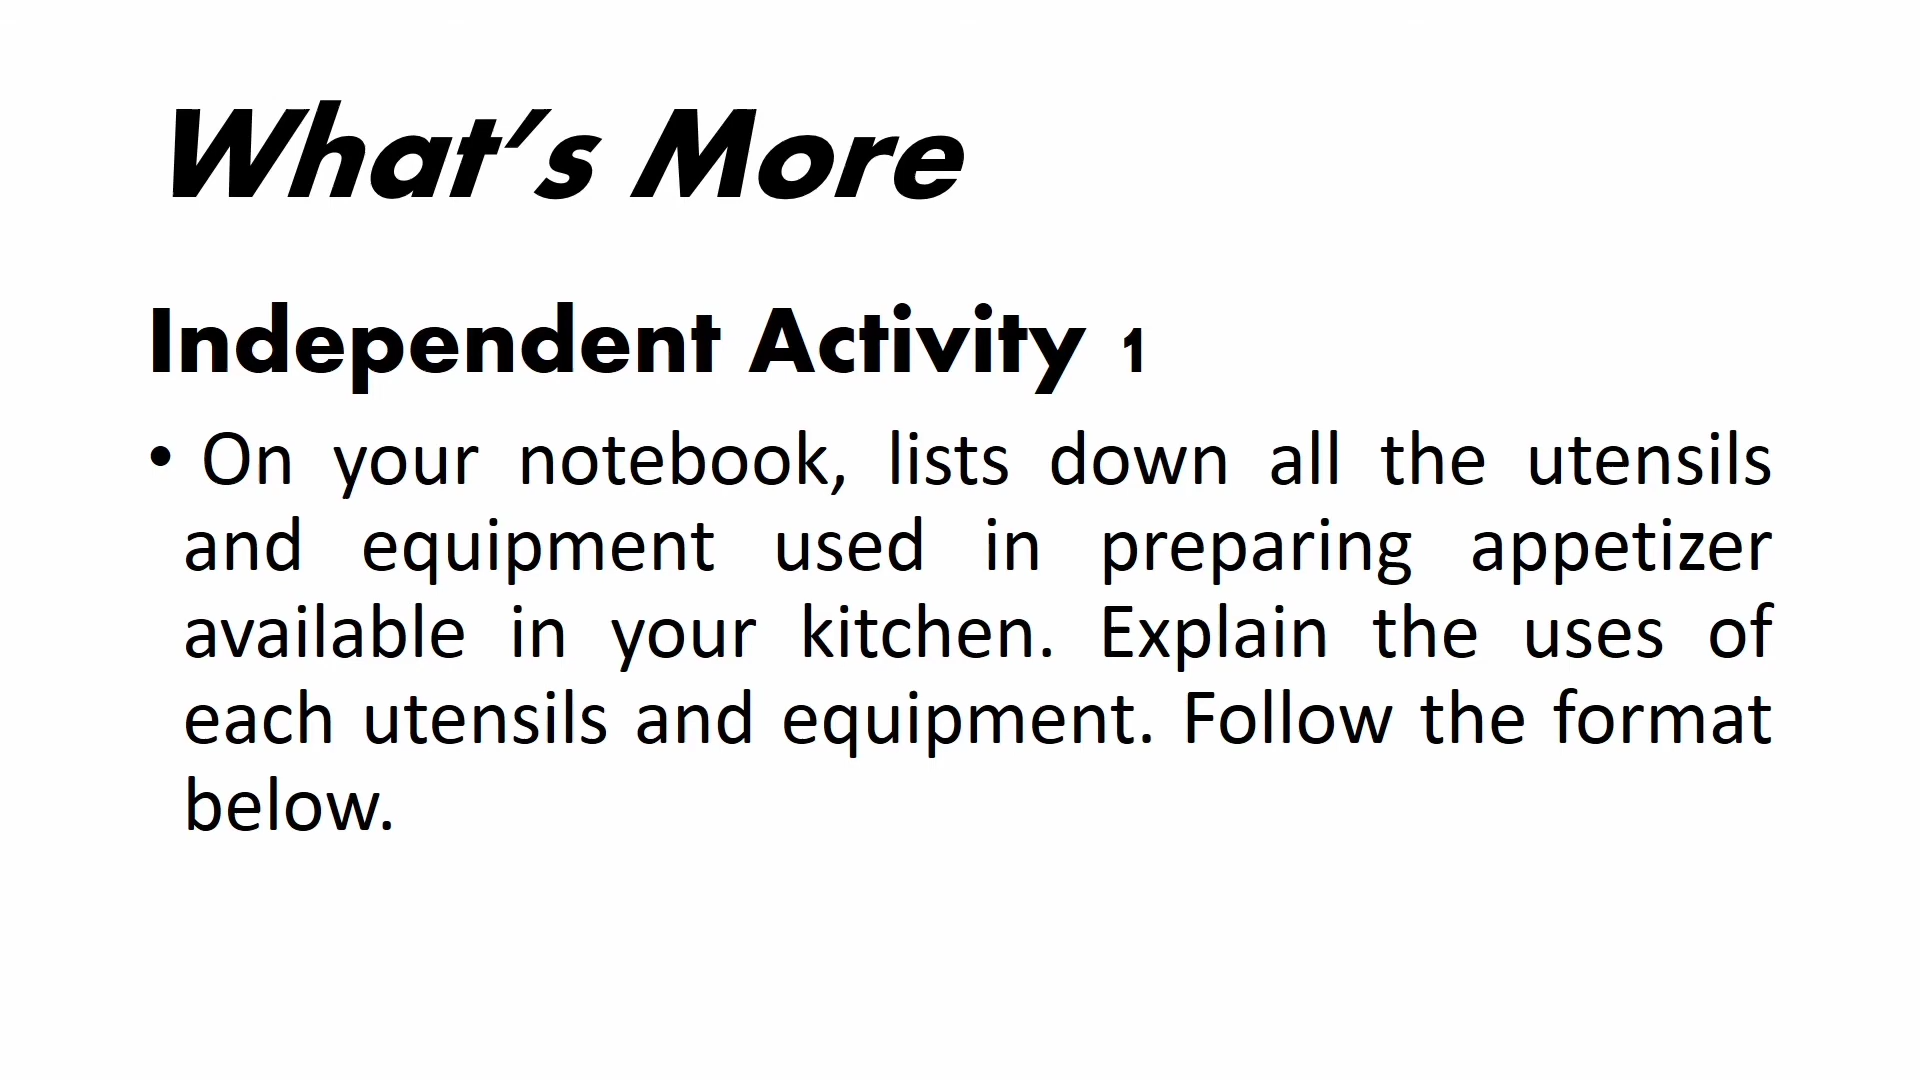 What's More
Independent Activity 1
• On your notebook, lists down all the utensils
and equipment used in preparing appetizer
available in your kitchen. Explain the uses of
each utensils and equipment. Follow the format
below.